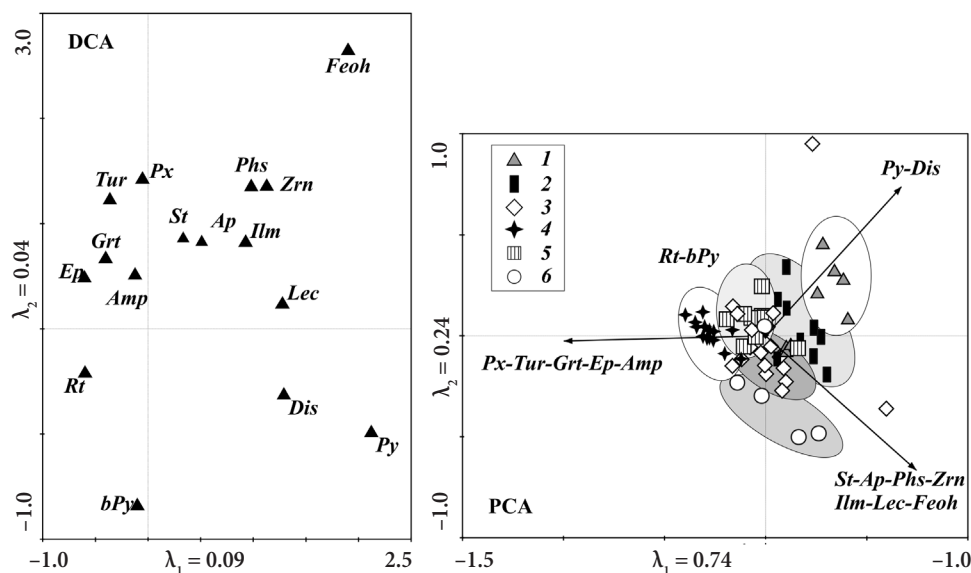 3.0
DCA
Feoh
Px
Phs
Zrn
Tur
St
Ap
Ilm
Grt
Ep
Amp
Lec
λ2 = 0.04
Rt
Dis
Py
bPy
−1.0
−1.0
λ1 = 0.09
2.5
1.0
1
2
3
4
5
6
Py-Dis
Rt-bPy
Px-Tur-Grt-Ep-Amp
λ2 = 0.24
St-Ap-Phs-Zrn
Ilm-Lec-Feoh
PCA
−1.0
−1.5
λ1 = 0.74
−1.0